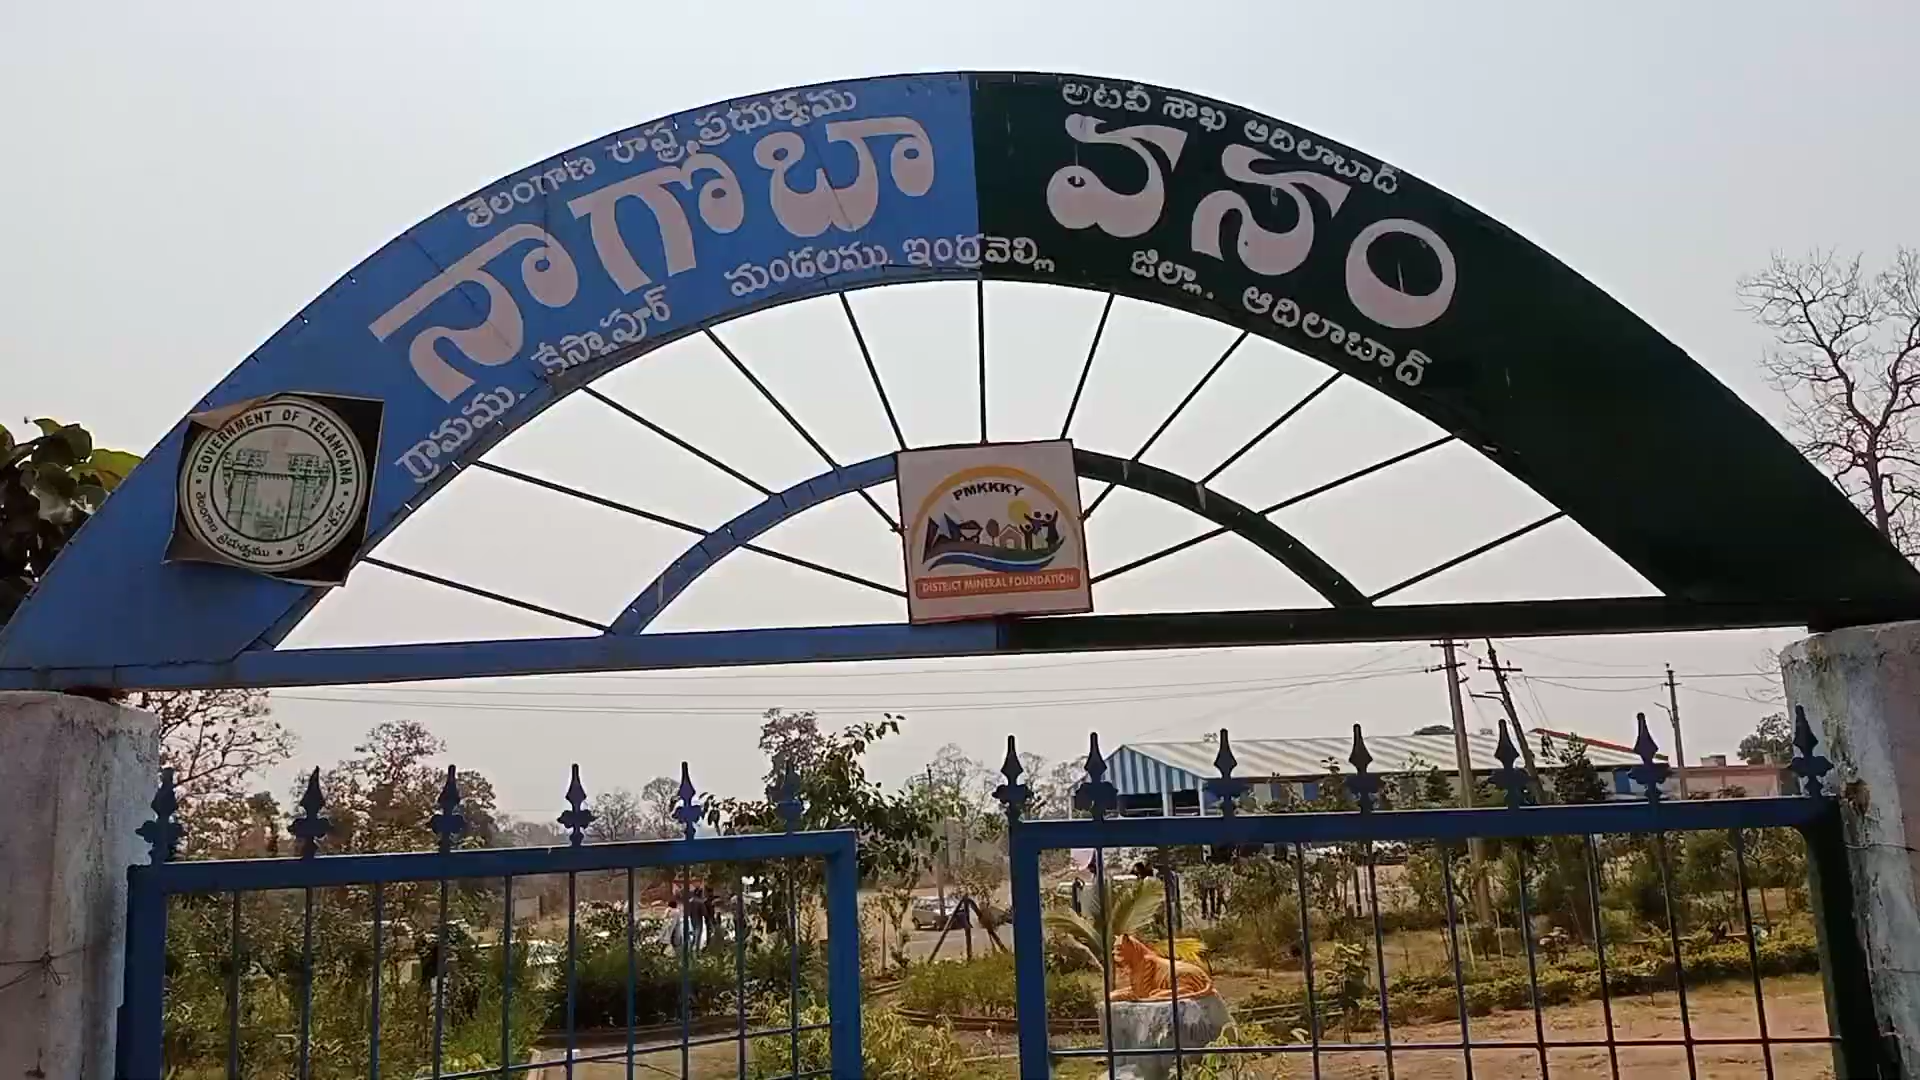 తెలంగాణ రాష్ట్ర ప్రభుత్వము
అటవీ శాఖ ఆదిలాబాద్
నాగోబా వనం
గ్రామము. కేస్లాపూర్ మండలము. ఇంద్రవెల్లి జిల్లా. ఆదిలాబాద్
GOVERNMENT OF TELANGANA
తెలంగాణ ప్రభుత్వము
PMKKKY
DISTRICT MINERAL FOUNDATION